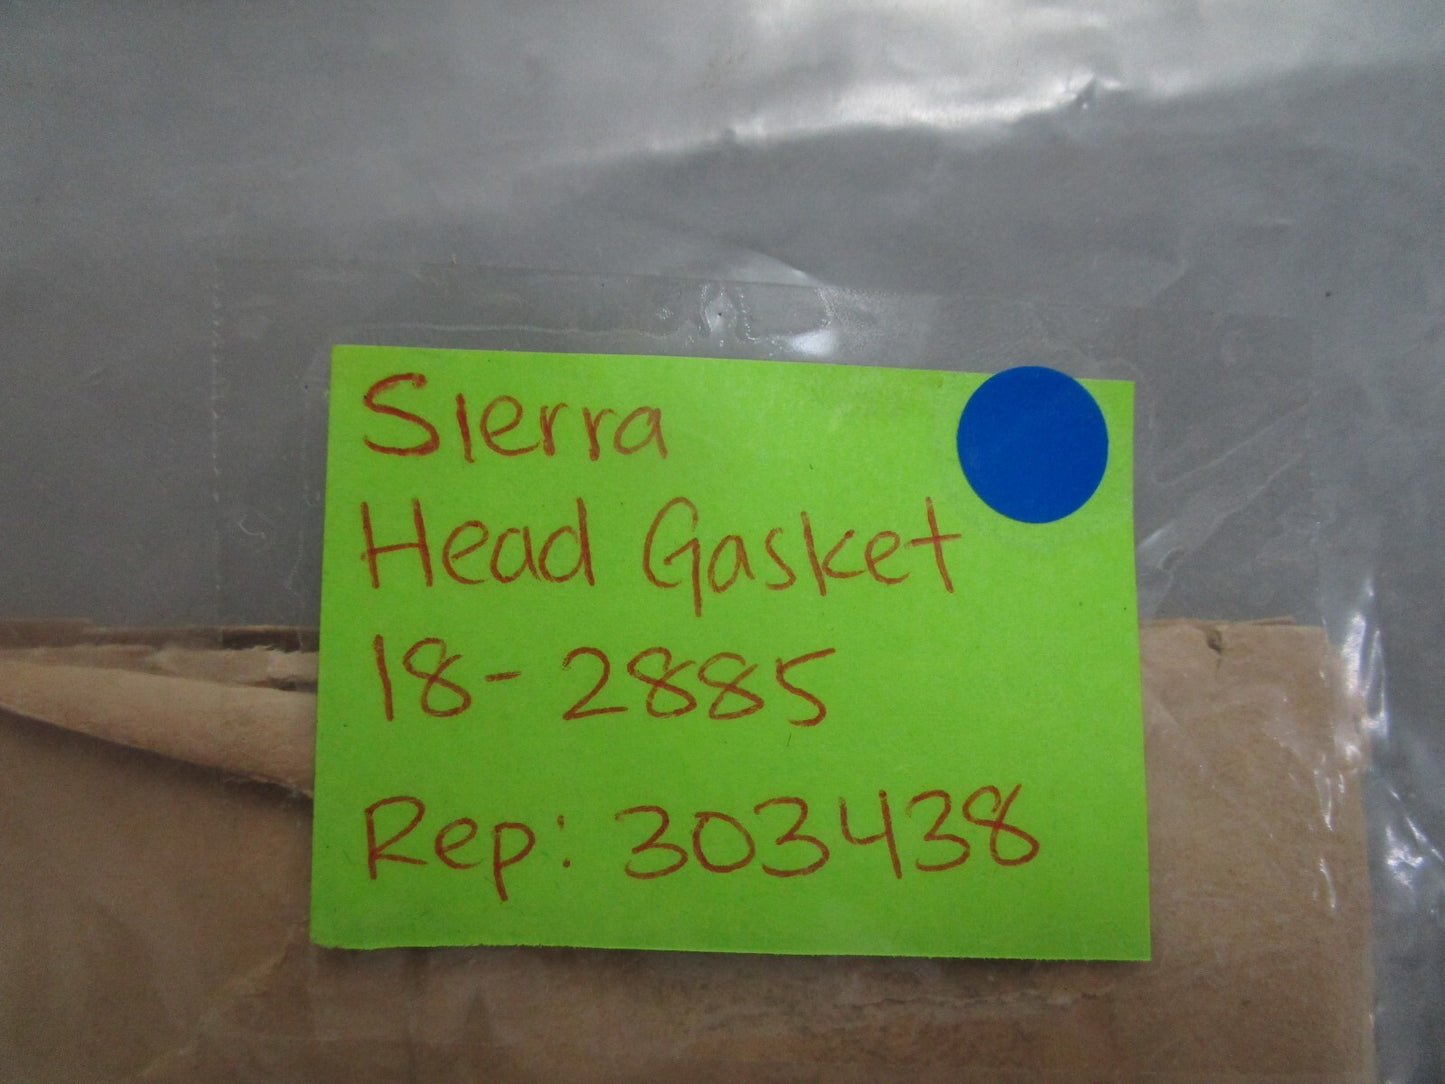 Sierra
Head Gasket
18-2885
Rep: 303438